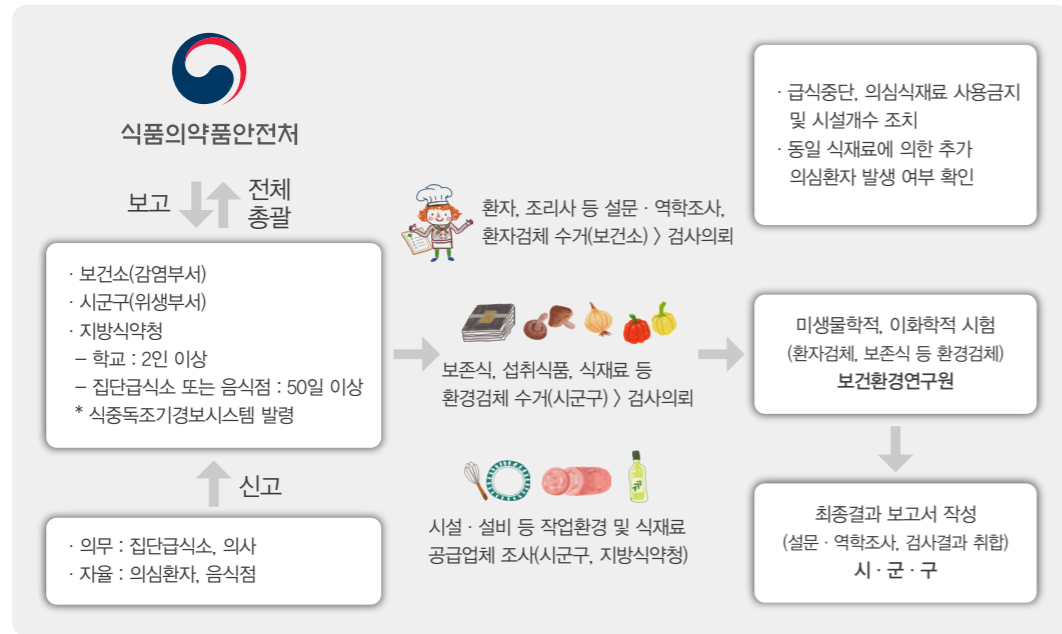 식품의약품안전처
보고
전체
총괄
· 보건소(감염부서)
· 시군구(위생부서)
· 지방식약청
– 학교 : 2인 이상
– 집단급식소 또는 음식점 : 50일 이상
* 식중독조기경보시스템 발령
신고
· 의무 : 집단급식소, 의사
· 자율 : 의심환자, 음식점
환자, 조리사 등 설문 · 역학조사,
환자검체 수거(보건소) 〉 검사의뢰
보존식, 섭취식품, 식재료 등
환경검체 수거(시군구) 〉 검사의뢰
시설 · 설비 등 작업환경 및 식재료
공급업체 조사(시군구, 지방식약청)
· 급식중단, 의심식재료 사용금지
및 시설개수 조치
· 동일 식재료에 의한 추가
의심환자 발생 여부 확인
미생물학적, 이화학적 시험
(환자검체, 보존식 등 환경검체)
보건환경연구원
최종결과 보고서 작성
(설문 · 역학조사, 검사결과 취합)
시 · 군 · 구